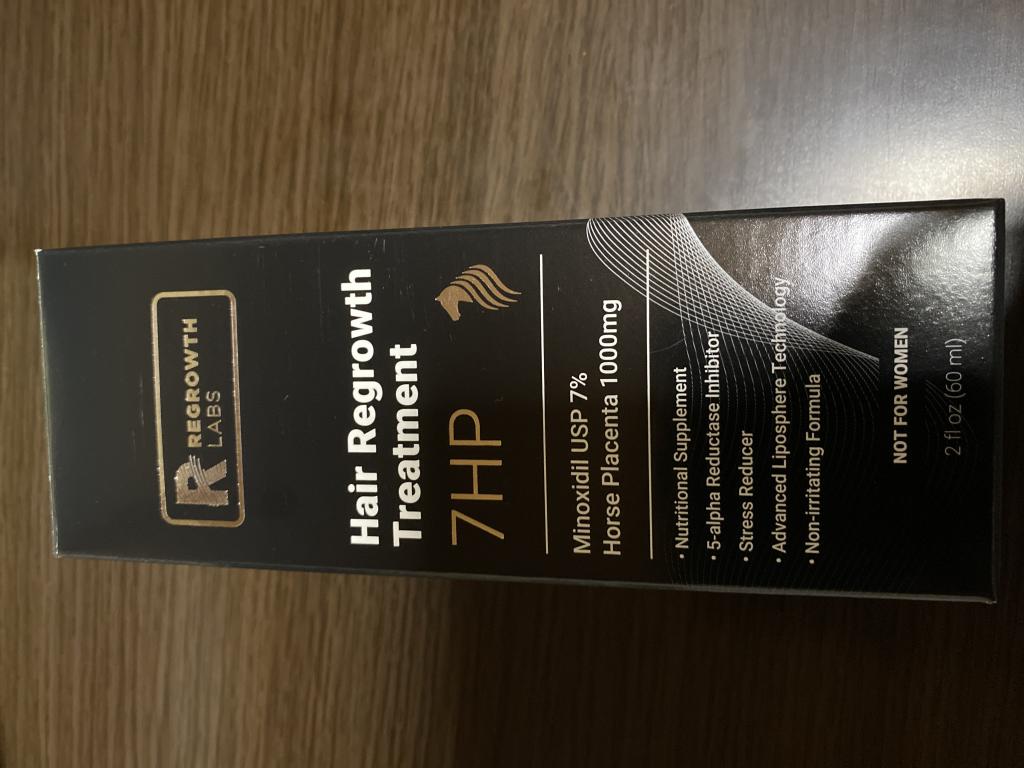 R REGROWTH
LABS
Hair Regrowth
Treatment
7HP
Minoxidil USP 7%
Horse Placenta 1000mg
• Nutritional Supplement
• 5-alpha Reductase Inhibitor
• Stress Reducer
• Advanced Liposphere Technology
• Non-irritating Formula
NOT FOR WOMEN
2 fl oz (60 ml)